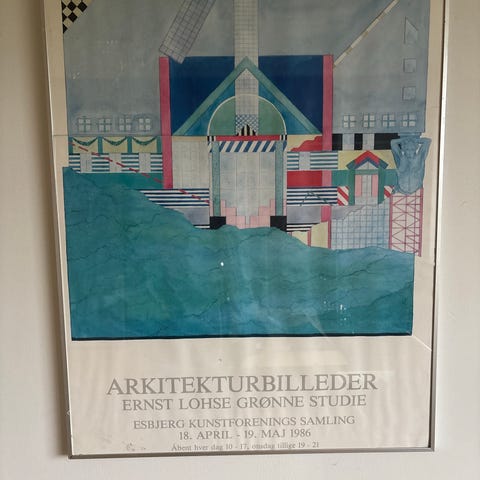 ARKITEKTURBILLEDER
ERNST LOHSE GRØNNE STUDIE
ESBJERG KUNSTFORENINGS SAMLING
18. APRIL - 19. MAJ 1986
Åbent hver dag 10 - 17, onsdag tillige 19 - 21